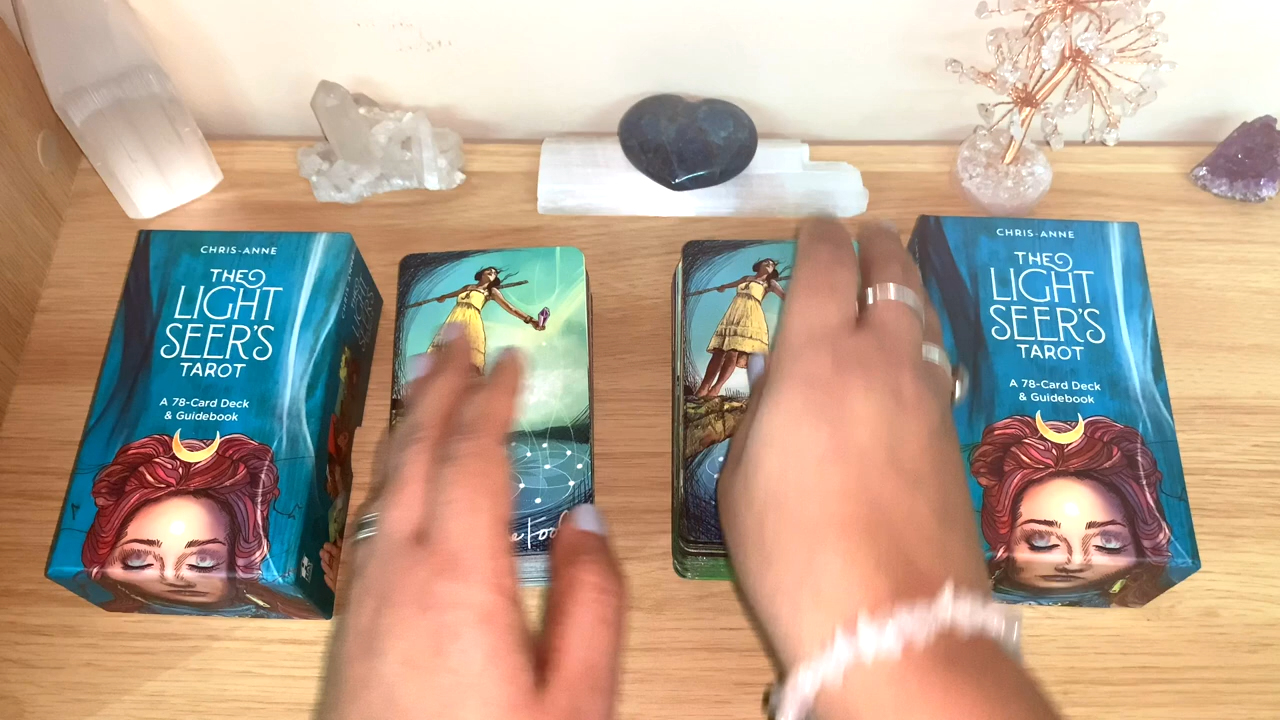 CHRIS-ANNE
THE
LIGHT
SEER'S
TAROT
A 78-Card Deck
& Guidebook
CHRIS-ANNE
THE
LIGHT
SEER'S
TAROT
A 78-Card Deck
& Guidebook